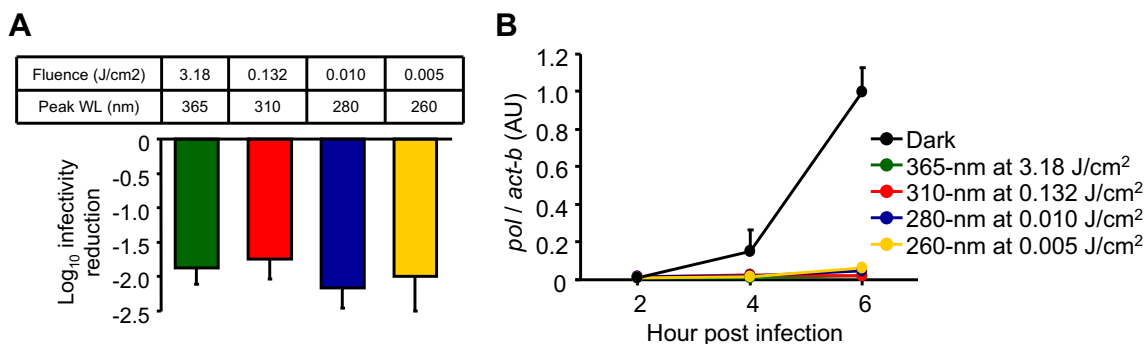 A
Fluence (J/cm2) 3.18 0.132 0.010 0.005
Peak WL (nm) 365 310 280 260
0
-0.5
-1.0
-1.5
-2.0
-2.5
Log10 infectivity
reduction
B
1.2
1.0
0.8
0.6
0.4
0.2
0
pol / act-b (AU)
2 4 6
Hour post infection
Dark
365-nm at 3.18 J/cm²
310-nm at 0.132 J/cm²
280-nm at 0.010 J/cm²
260-nm at 0.005 J/cm²